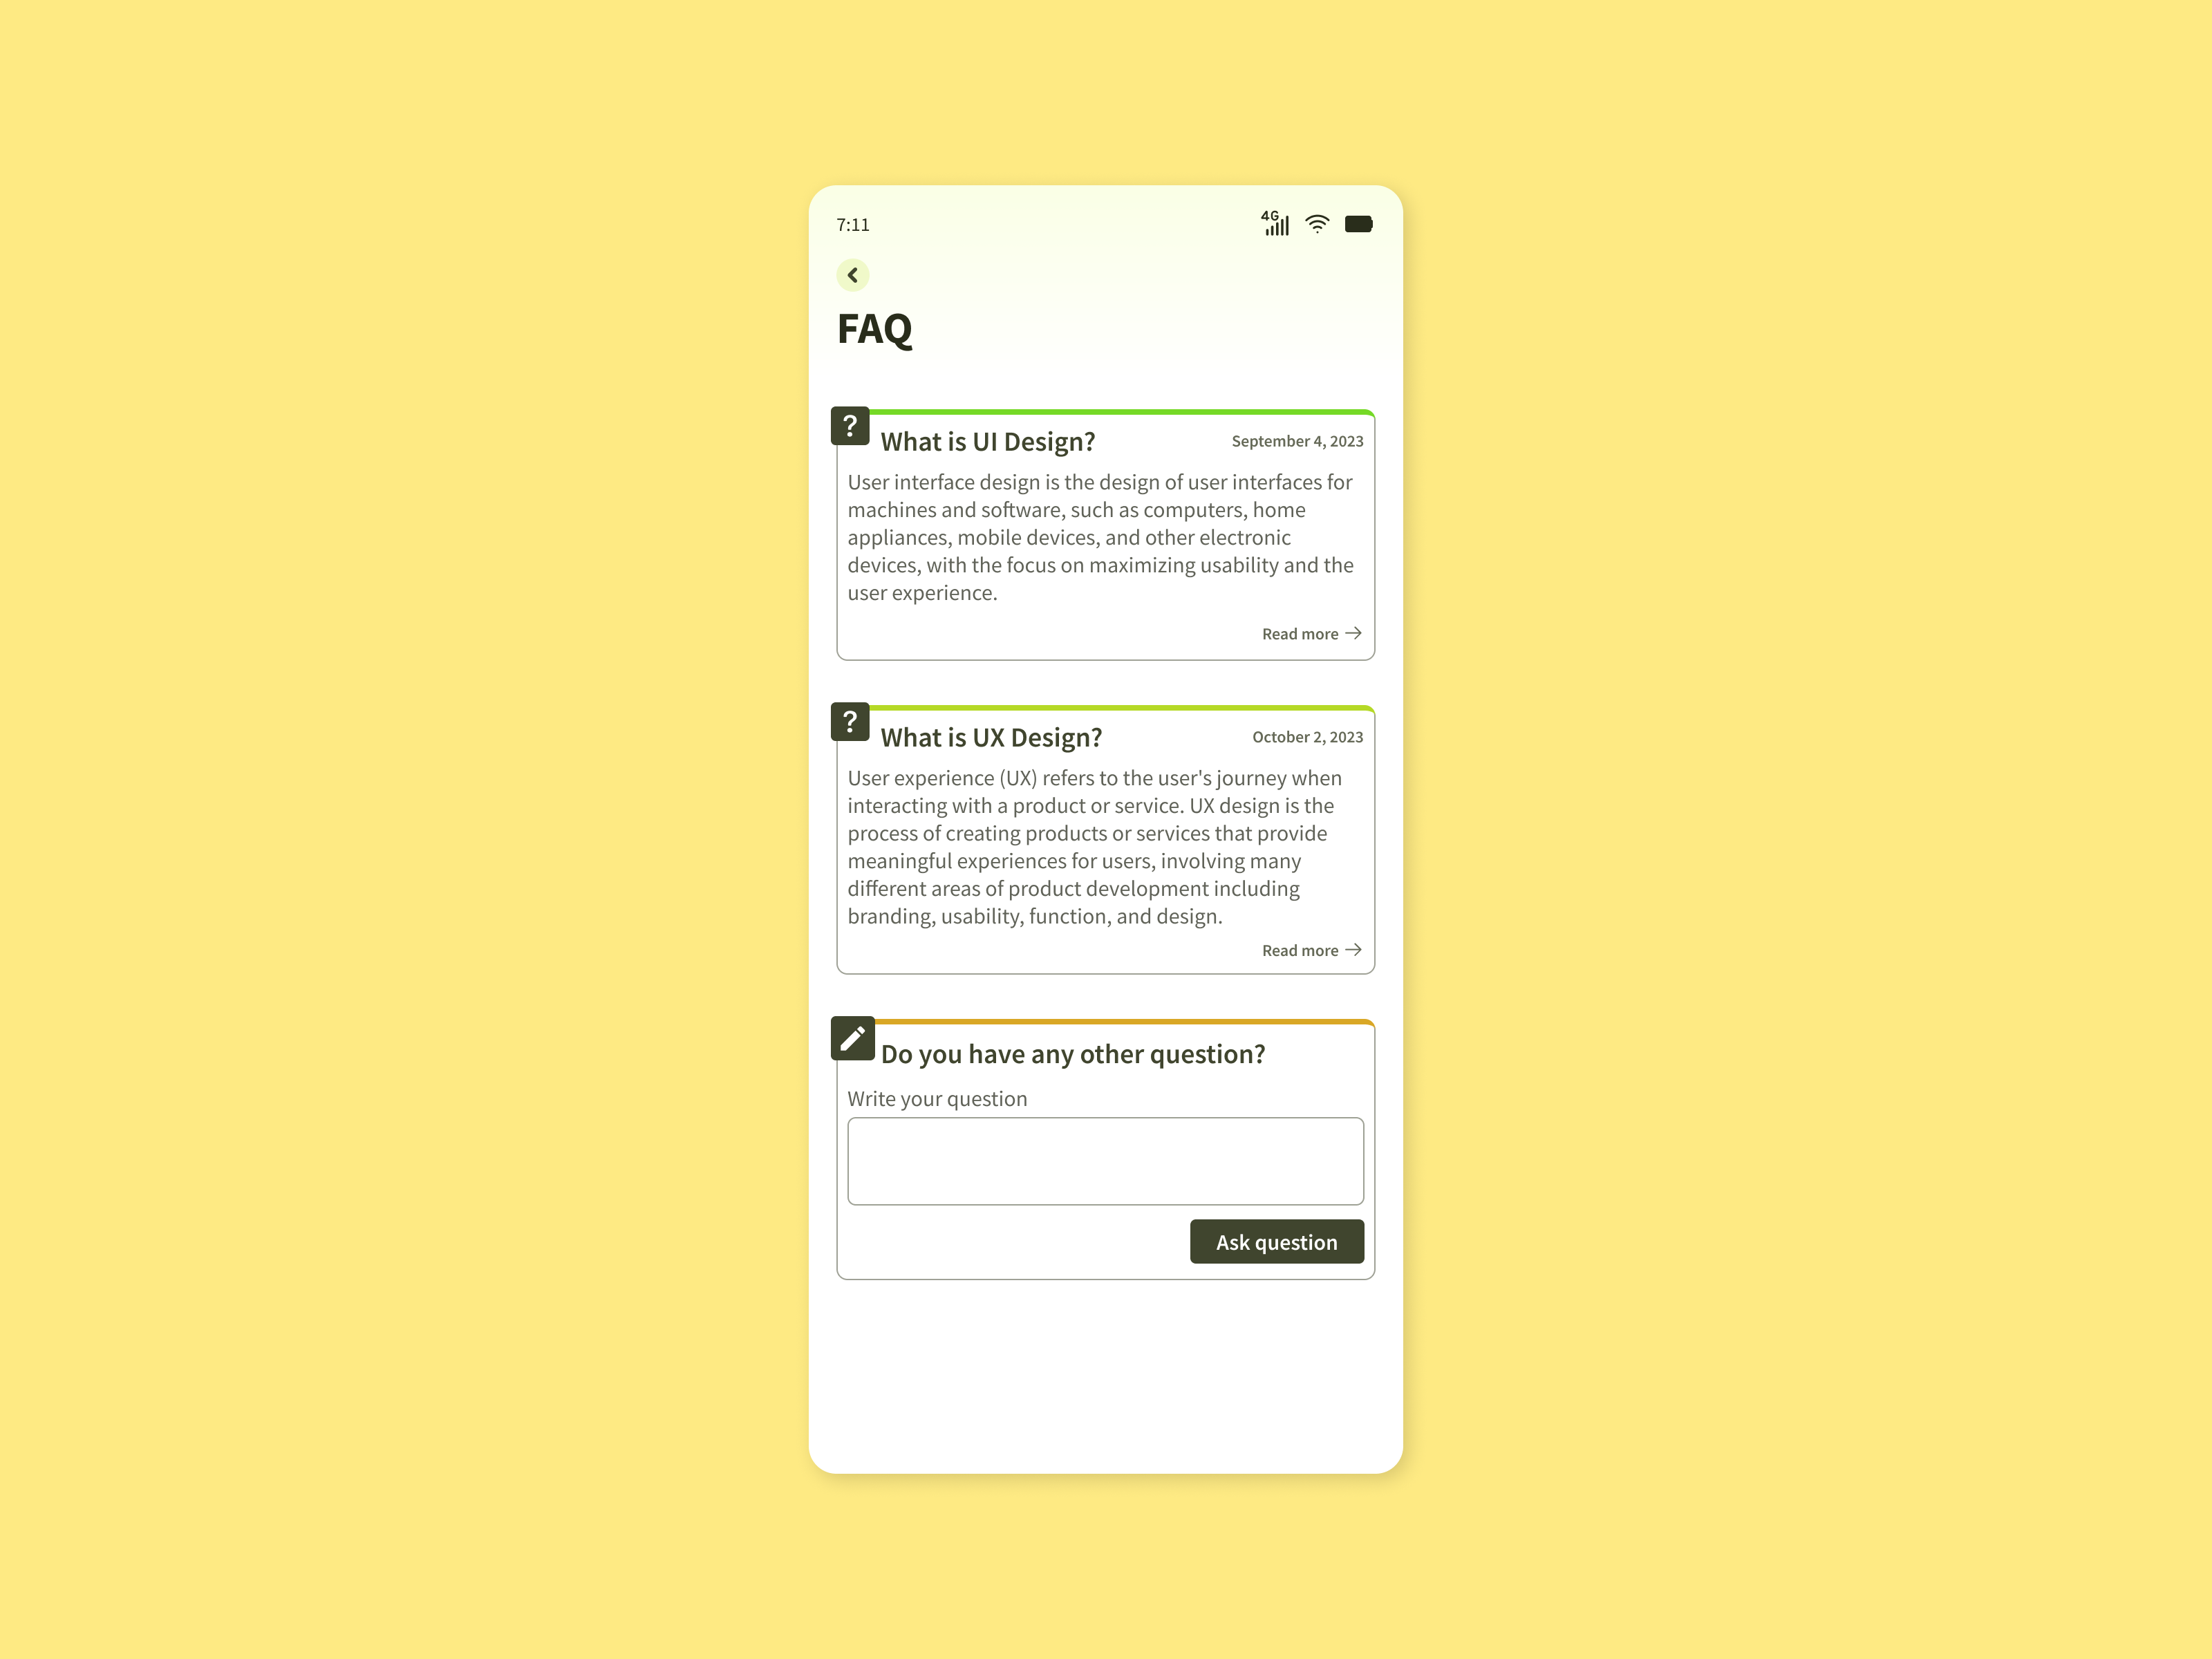 7:11
4G
FAQ
?
What is UI Design?
September 4, 2023
User interface design is the design of user interfaces for
machines and software, such as computers, home
appliances, mobile devices, and other electronic
devices, with the focus on maximizing usability and the
user experience.
Read more
?
What is UX Design?
October 2, 2023
User experience (UX) refers to the user's journey when
interacting with a product or service. UX design is the
process of creating products or services that provide
meaningful experiences for users, involving many
different areas of product development including
branding, usability, function, and design.
Read more
Do you have any other question?
Write your question
Ask question